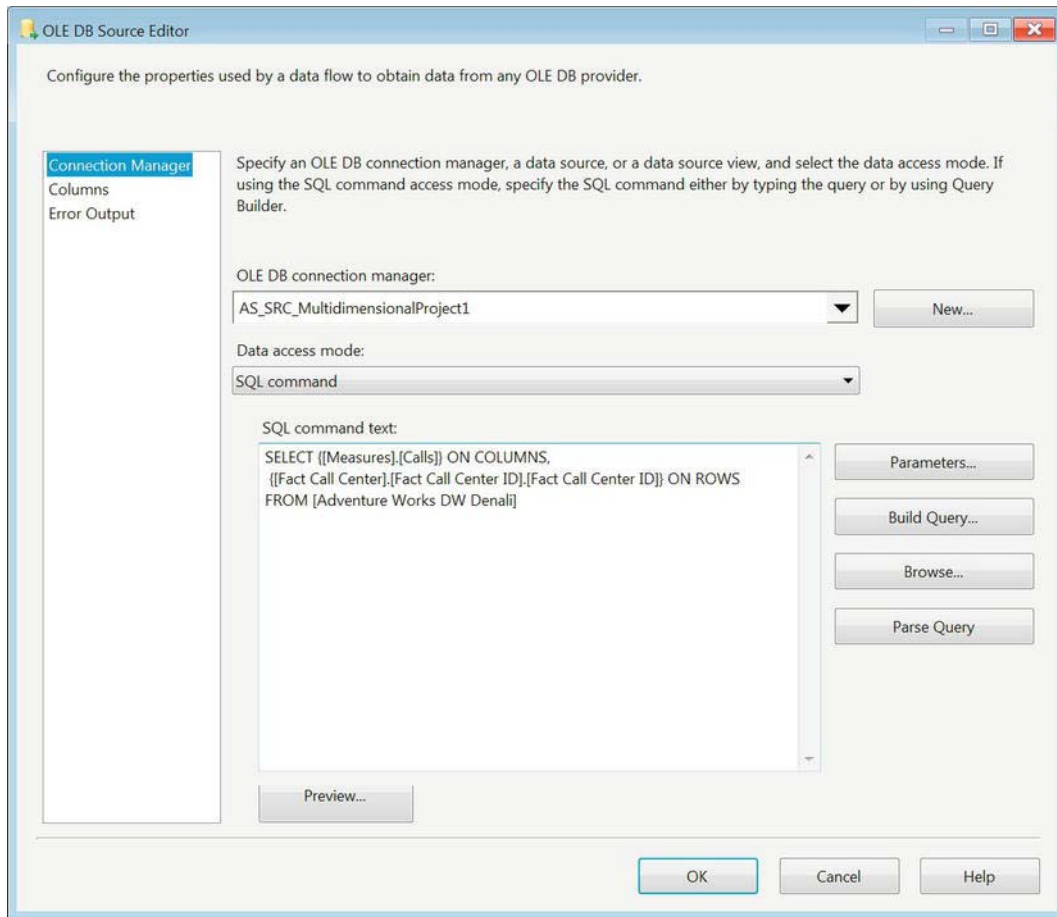 OLE DB Source Editor
Configure the properties used by a data flow to obtain data from any OLE DB provider.
Connection Manager
Columns
Error Output
Specify an OLE DB connection manager, a data source, or a data source view, and select the data access mode. If
using the SQL command access mode, specify the SQL command either by typing the query or by using Query
Builder.
OLE DB connection manager:
AS_SRC_MultidimensionalProject1
New...
Data access mode:
SQL command
SQL command text:
SELECT {[Measures].[Calls]} ON COLUMNS,
{[Fact Call Center].[Fact Call Center ID].[Fact Call Center ID]} ON ROWS
FROM [Adventure Works DW Denali]
Parameters...
Build Query...
Browse...
Parse Query
Preview...
OK
Cancel
Help